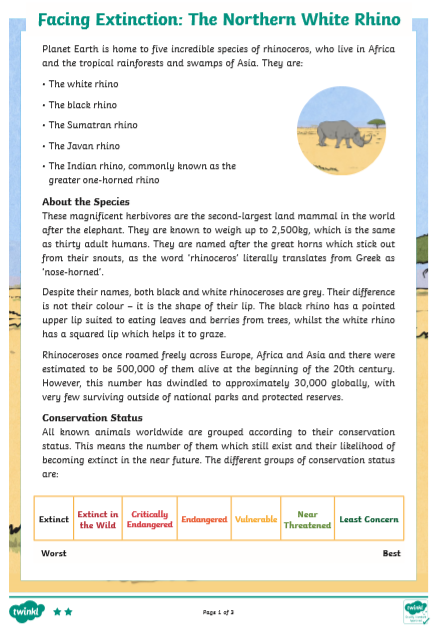 Facing Extinction: The Northern White Rhino
Planet Earth is home to five incredible species of rhinoceros, who live in Africa
and the tropical rainforests and swamps of Asia. They are:
• The white rhino
• The black rhino
• The Sumatran rhino
• The Javan rhino
• The Indian rhino, commonly known as the
greater one-horned rhino
About the Species
These magnificent herbivores are the second-largest land mammal in the world
after the elephant. They are known to weigh up to 2,500kg, which is the same
as thirty adult humans. They are named after the great horns which stick out
from their snouts, as the word ‘rhinoceros’ literally translates from Greek as
‘nose-horned’.
Despite their names, both black and white rhinoceroses are grey. Their difference
is not their colour – it is the shape of their lip. The black rhino has a pointed
upper lip suited to eating leaves and berries from trees, whilst the white rhino
has a squared lip which helps it to graze.
Rhinoceroses once roamed freely across Europe, Africa and Asia and there were
estimated to be 500,000 of them alive at the beginning of the 20th century.
However, this number has dwindled to approximately 30,000 globally, with
very few surviving outside of national parks and protected reserves.
Conservation Status
All known animals worldwide are grouped according to their conservation
status. This means the number of them which still exist and their likelihood of
becoming extinct in the near future. The different groups of conservation status
are:
Extinct
Extinct in
the Wild
Critically
Endangered
Endangered
Vulnerable
Near
Threatened
Least Concern
Worst
Best
twinkl
Page 1 of 3
twinkl